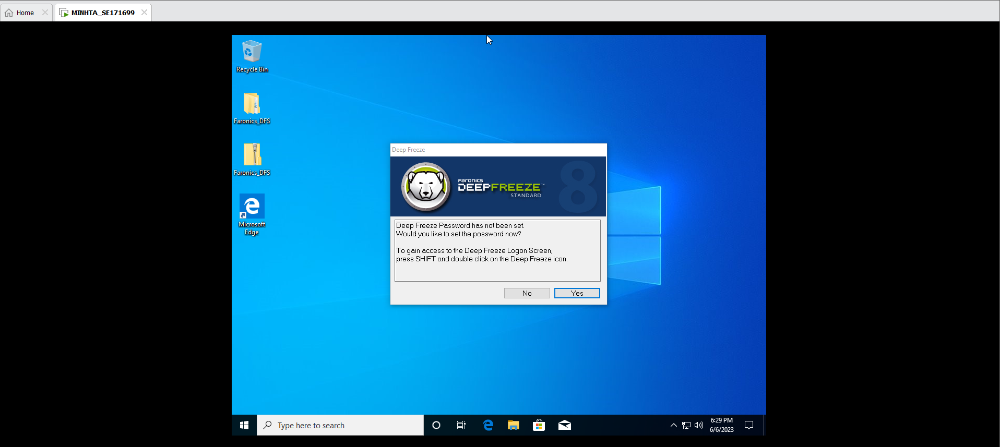 Home
MINHTA_SE171699
Recycle Bin
Faronics_DFS
Faronics_DFS
Microsoft
Edge
Deep Freeze
Faronics
DEEPFREEZE™
STANDARD
8
Deep Freeze Password has not been set.
Would you like to set the password now?
To gain access to the Deep Freeze Logon Screen,
press SHIFT and double click on the Deep Freeze icon.
No
Yes
Type here to search
6:29 PM
6/6/2023